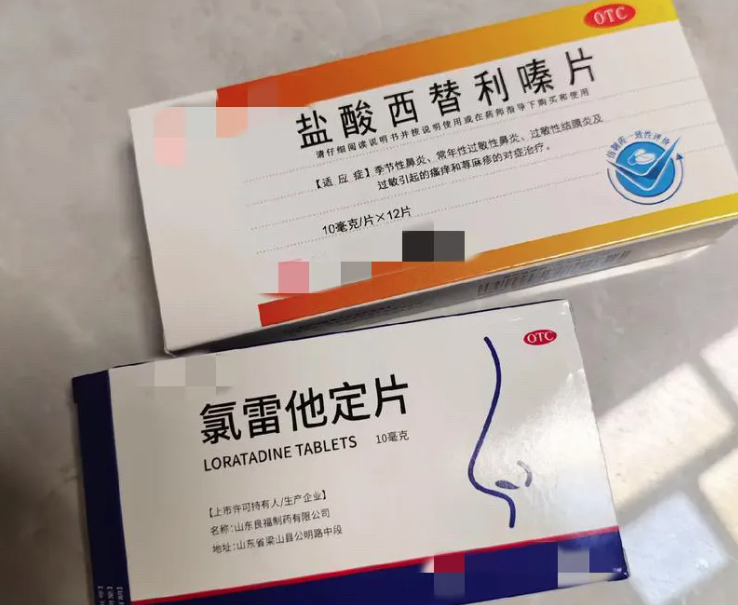 OTC
盐酸西替利嗪片
请仔细阅读说明书并按说明使用或在药师指导下购买和使用
【适应症】季节性鼻炎、常年性过敏性鼻炎、过敏性结膜炎及
过敏引起的瘙痒和荨麻疹的对症治疗。
10毫克/片×12片
OTC
氯雷他定片
LORATADINE TABLETS 10毫克
【上市许可持有人/生产企业】
名称:山东良福制药有限公司
地址:山东省梁山县公明路中段